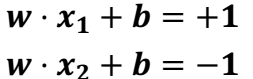 w · x₁ + b = +1
w · x₂ + b = −1